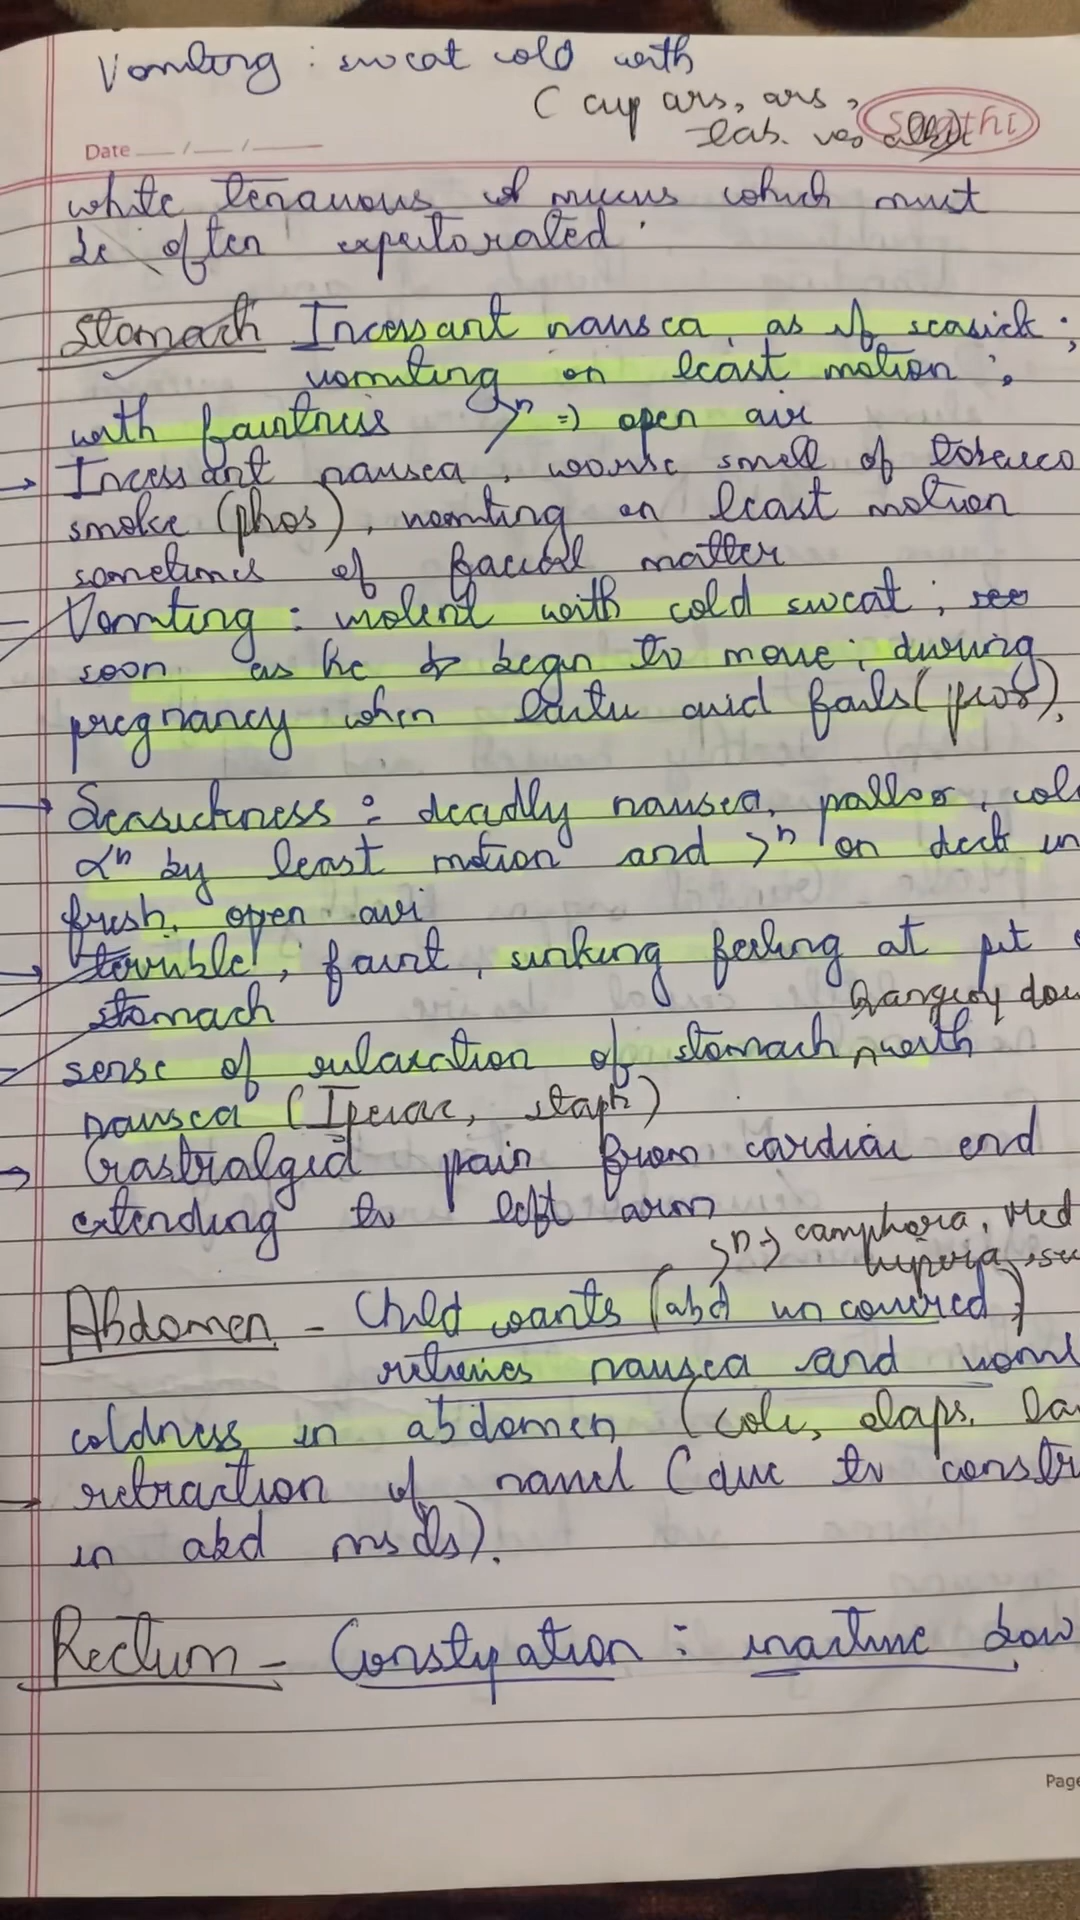 Vomiting : sweat cold with
( cup ars, ars,
tab. ver
Date __/__/__
white tenauous of mucus which must
be often expectorated.
Stomach Incessant nausea, as if seasick ;
vomiting on least motion ;
with faintness >n => open air
→ Incessant nausea, worse smell of tobacco
smoke (phos), vomiting on least motion
sometimes of faecal matter
Vomiting : violent with cold sweat ;
soon as he begin to move ; during
pregnancy when lactic acid fails (
→ Seasickness : deadly nausea, pallor, col
<n by least motion and >n on deck in
fresh, open air
→ terrible, faint, sinking feeling at pit
stomach
Hanging dow
sense of relaxation of stomach, ^ with
nausea (Ipecac, staph)
→ Gastralgid pain from cardiac end
extending to left arm
>n → camphora, Med
Abdomen - Child wants (abd uncovered)
relieves nausea and vomi
coldness in abdomen (colc, elaps, La
→ retraction of navel (due to constr
in abd msds).
Rectum - Constipation : inactive bow
Page